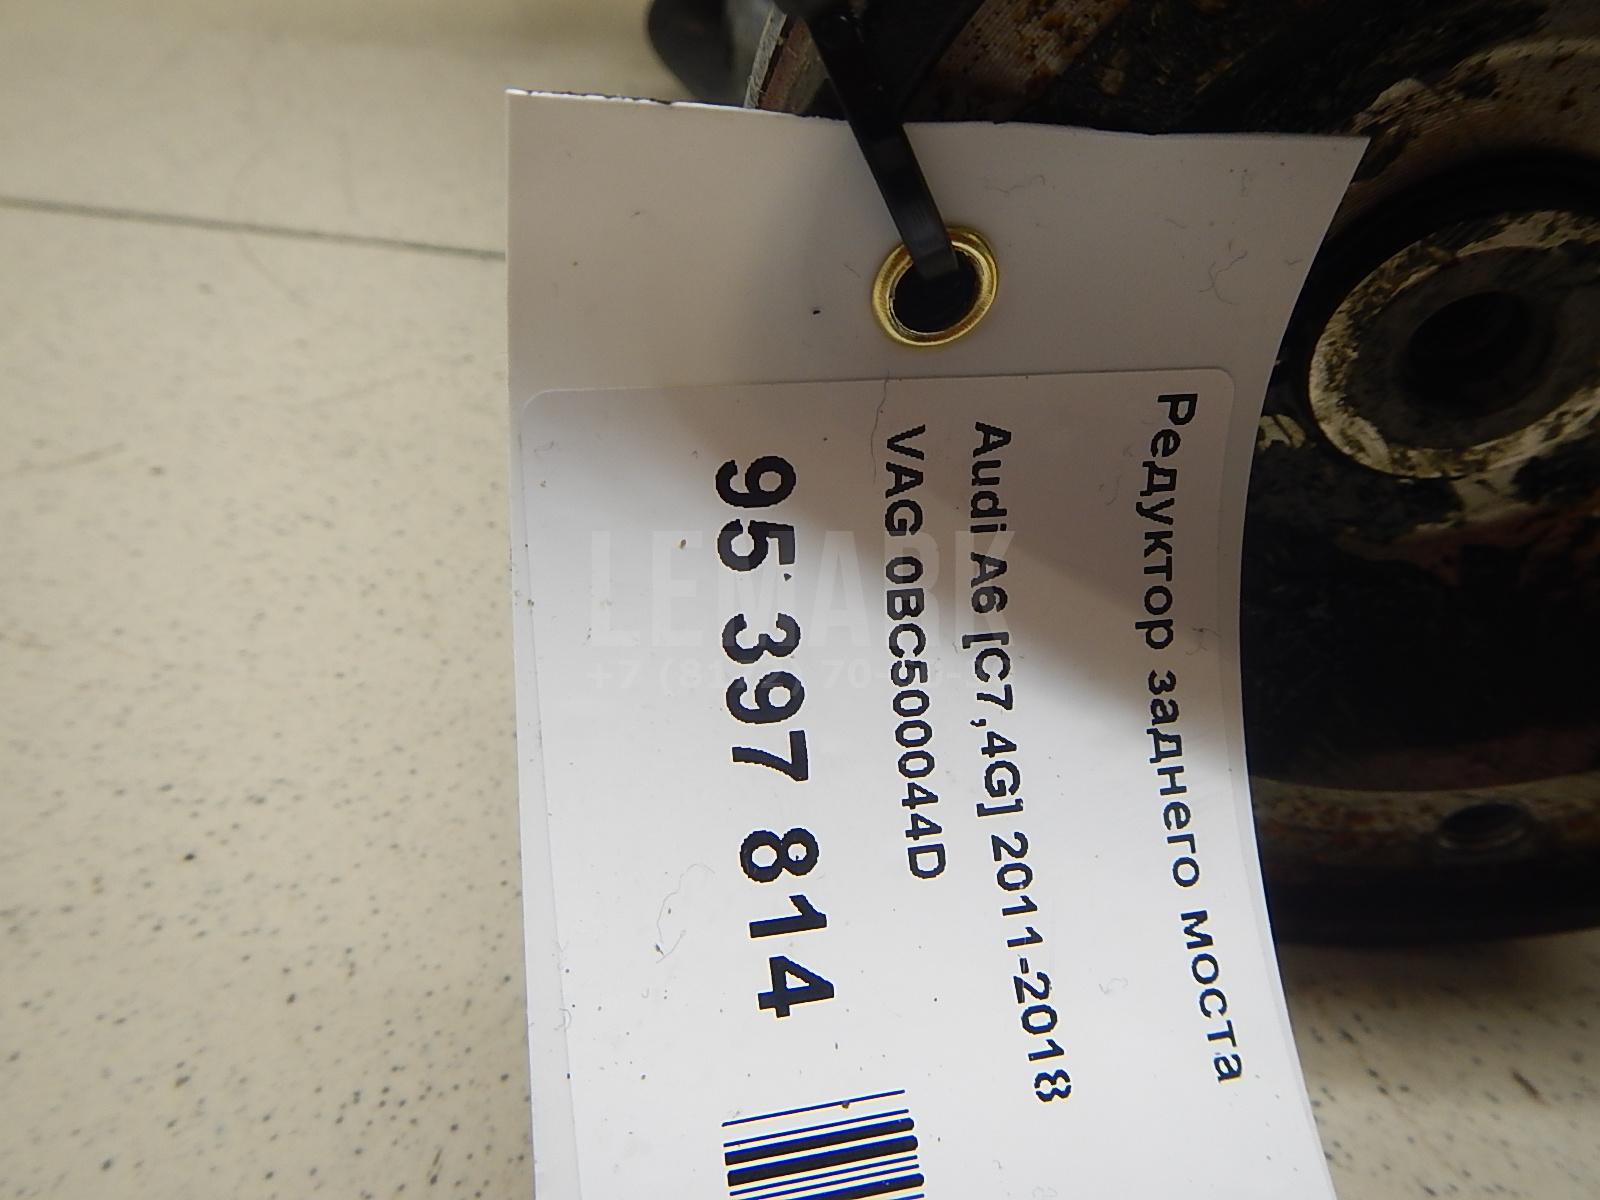 Редуктор заднего моста
Audi A6 [C7,4G] 2011-2018
VAG 0BC500044D
95 397 814
LEMARK